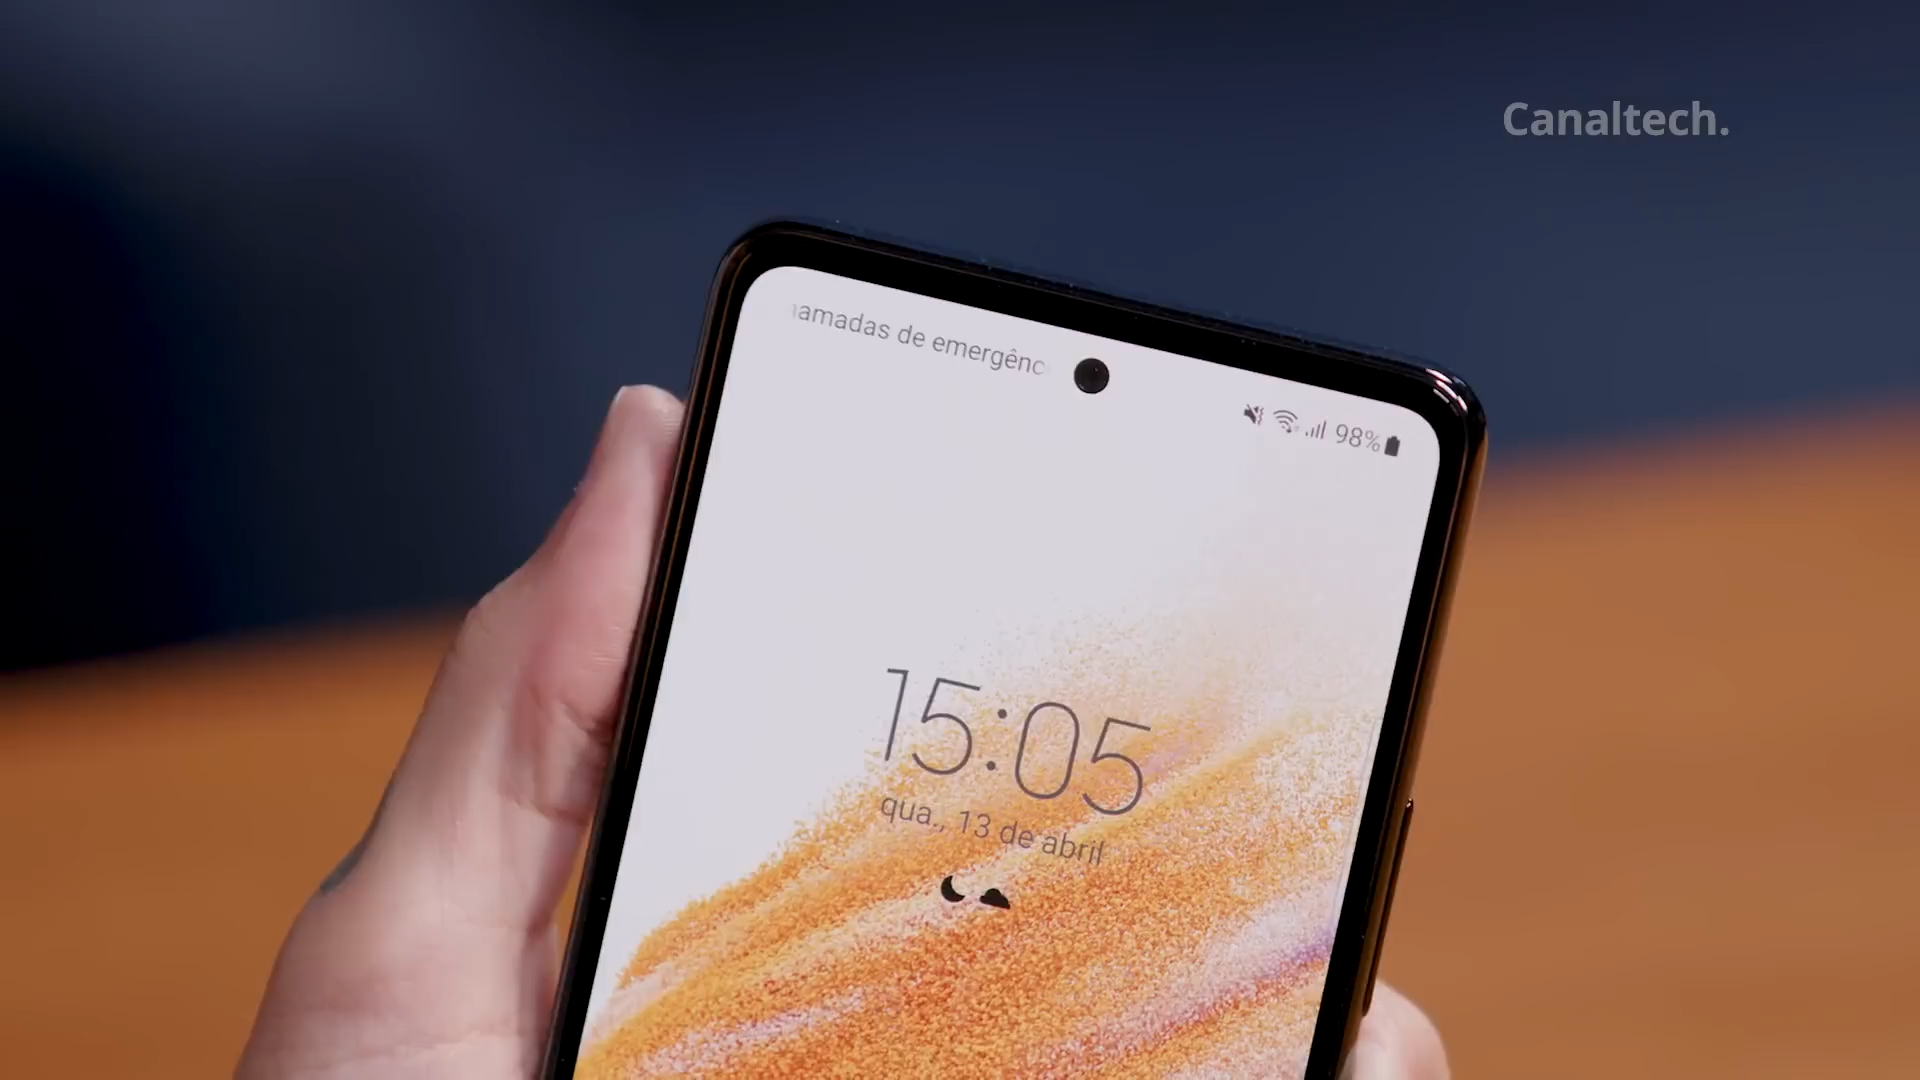 Canaltech.
amadas de emergênc
98%
15:05
qua., 13 de abril